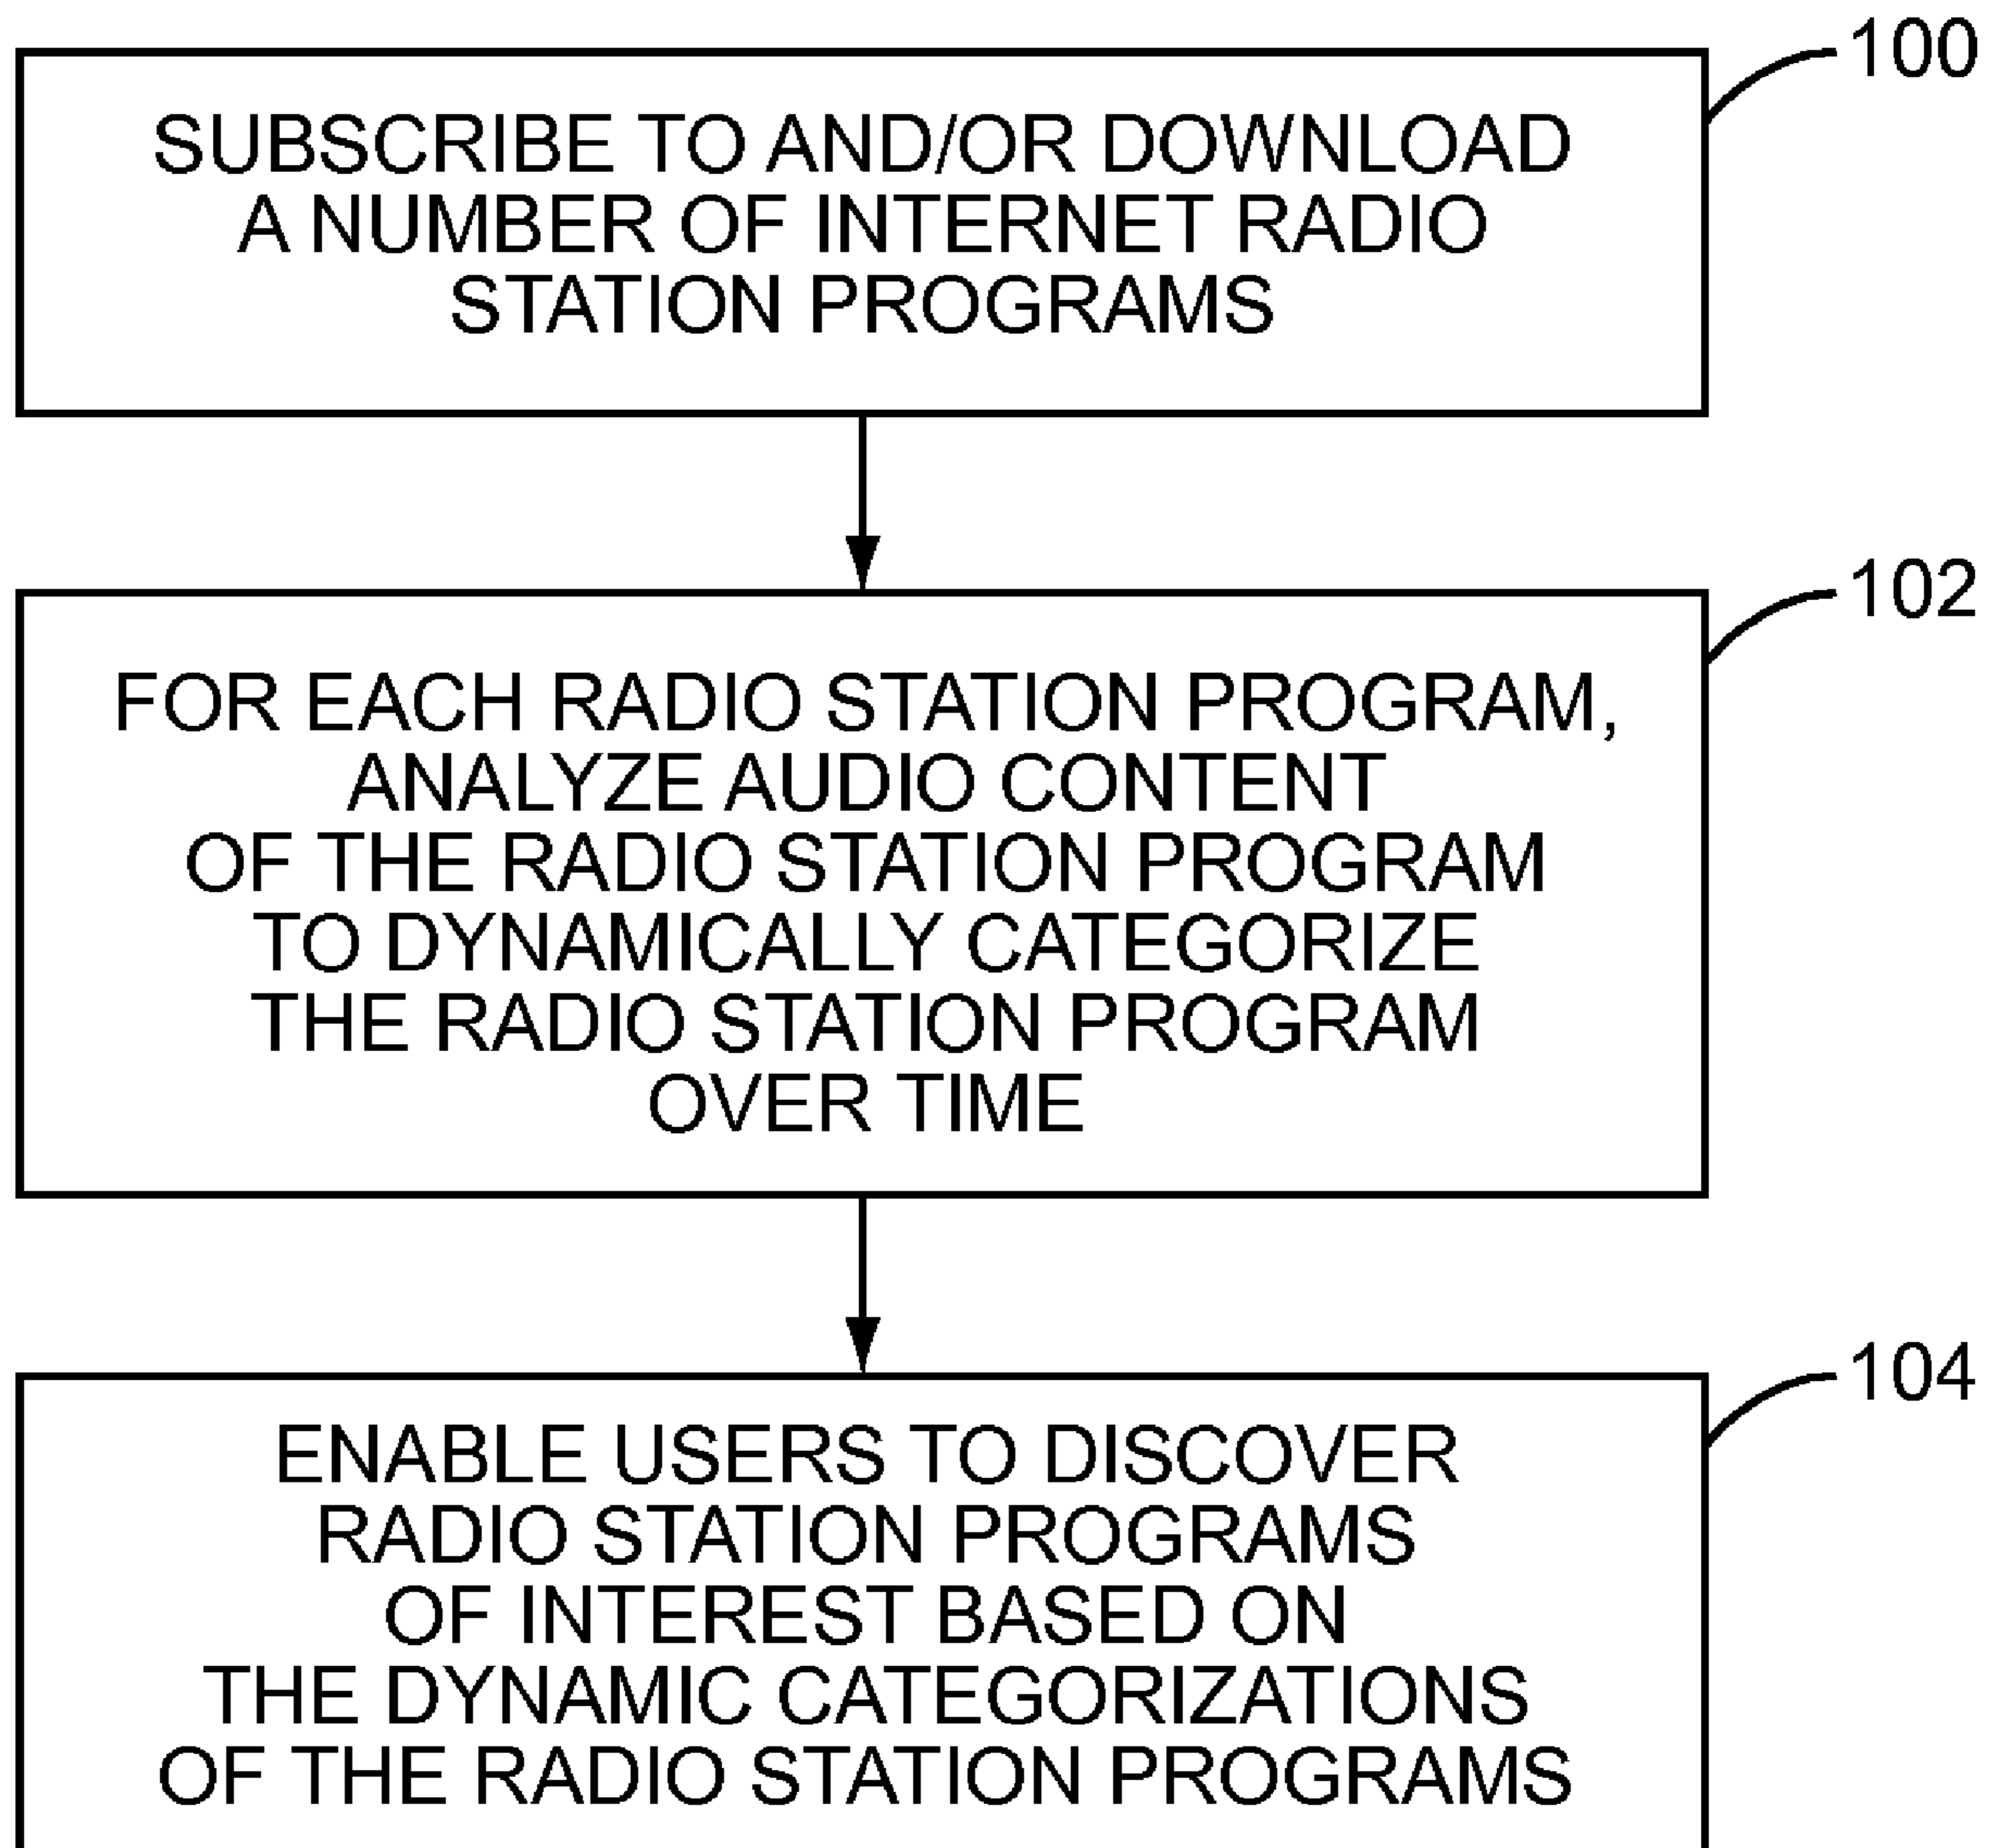 100
SUBSCRIBE TO AND/OR DOWNLOAD
A NUMBER OF INTERNET RADIO
STATION PROGRAMS
102
FOR EACH RADIO STATION PROGRAM,
ANALYZE AUDIO CONTENT
OF THE RADIO STATION PROGRAM
TO DYNAMICALLY CATEGORIZE
THE RADIO STATION PROGRAM
OVER TIME
104
ENABLE USERS TO DISCOVER
RADIO STATION PROGRAMS
OF INTEREST BASED ON
THE DYNAMIC CATEGORIZATIONS
OF THE RADIO STATION PROGRAMS